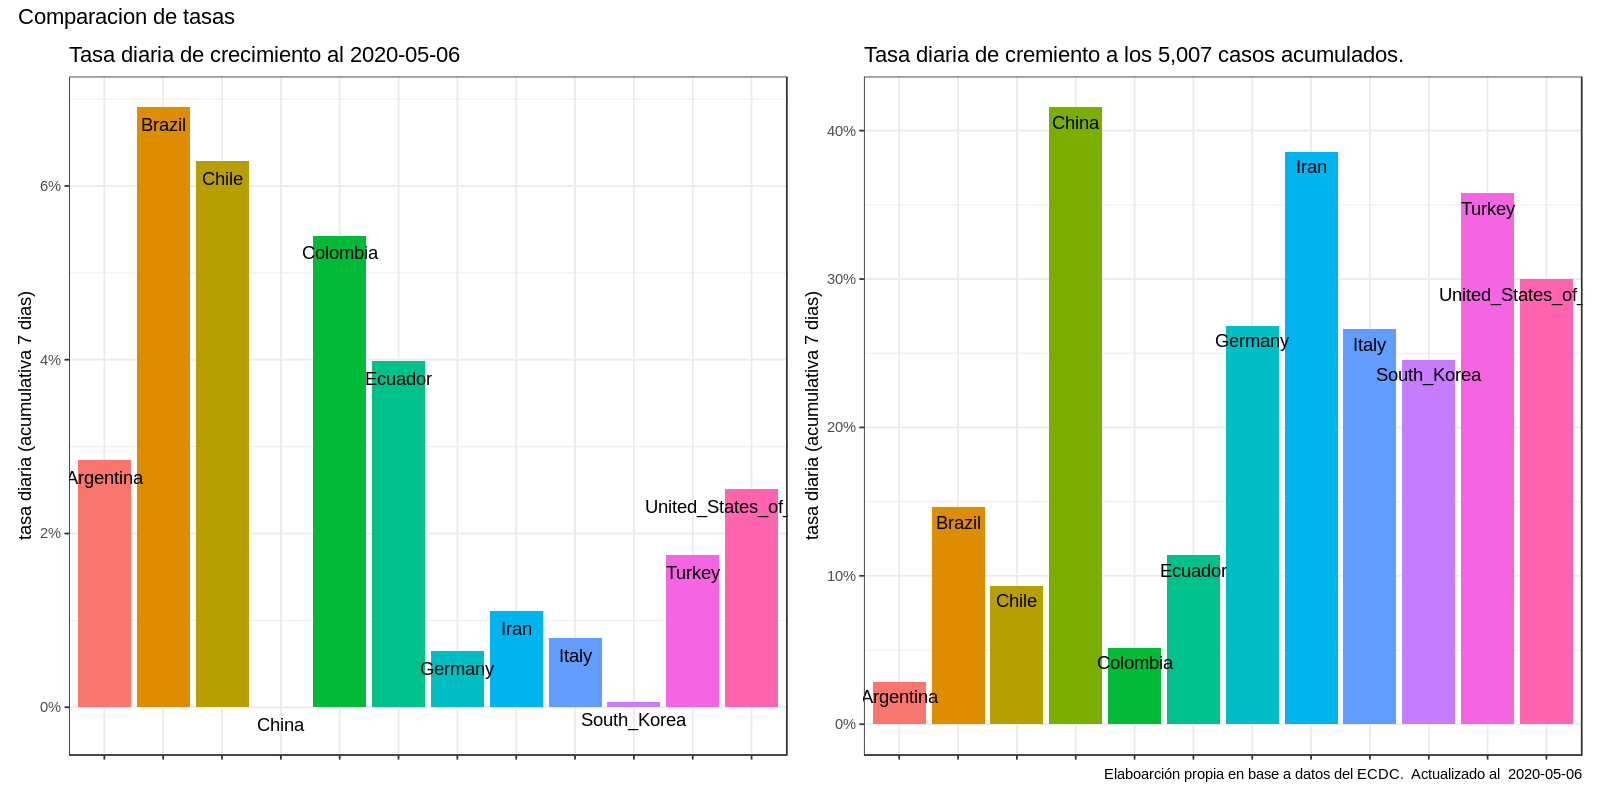 Comparacion de tasas
Tasa diaria de crecimiento al 2020-05-06
tasa diaria (acumulativa 7 dias)
6%
4%
2%
0%
Argentina
Brazil
Chile
China
Colombia
Ecuador
Germany
Iran
Italy
South_Korea
Turkey
United_States_of_
Tasa diaria de cremiento a los 5,007 casos acumulados.
tasa diaria (acumulativa 7 dias)
40%
30%
20%
10%
0%
Argentina
Brazil
Chile
China
Colombia
Ecuador
Germany
Iran
Italy
South_Korea
Turkey
United_States_of_
Elaboarción propia en base a datos del ECDC.  Actualizado al  2020-05-06